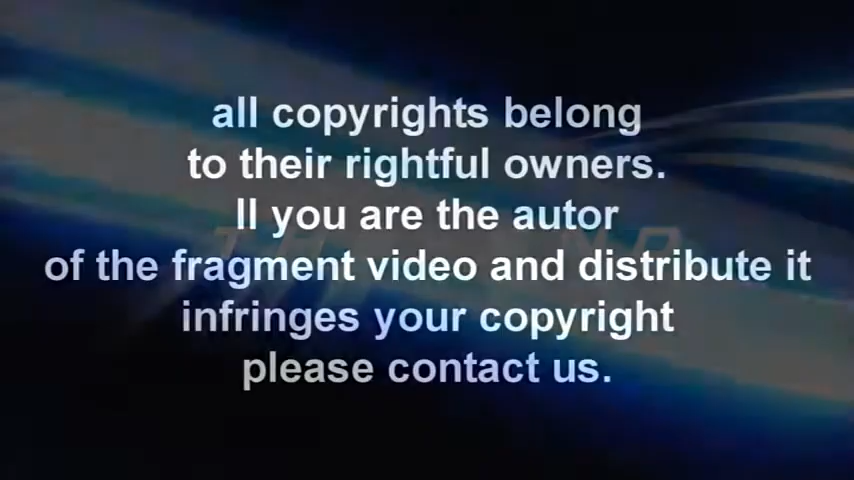 all copyrights belong
to their rightful owners.
Il you are the autor
of the fragment video and distribute it
infringes your copyright
please contact us.